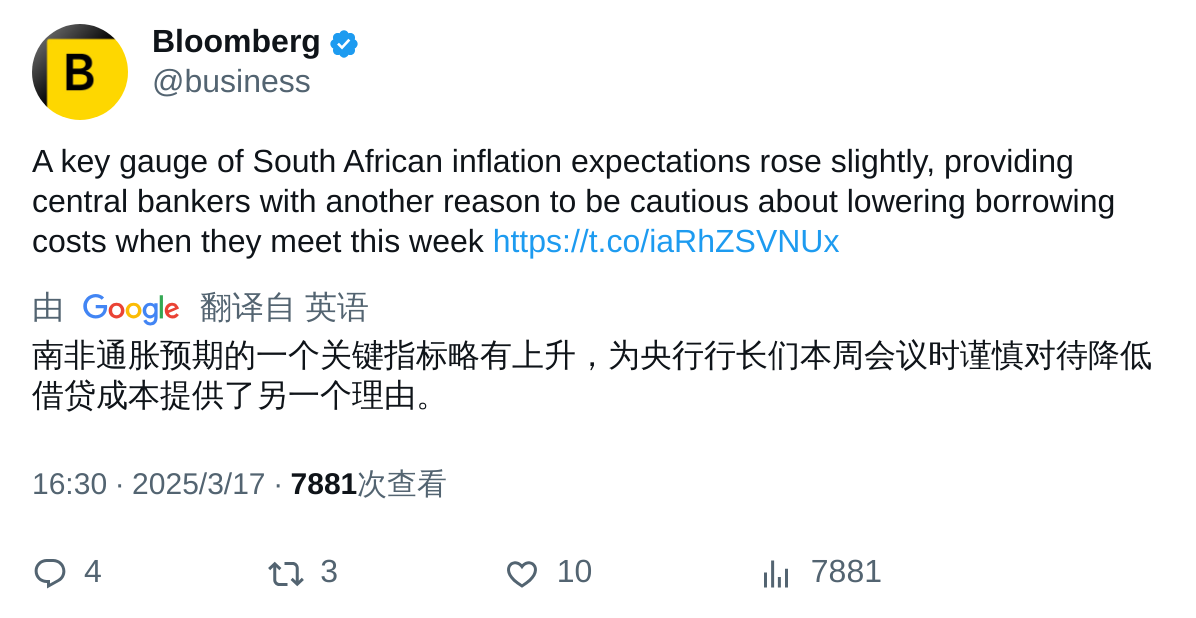 B
Bloomberg
@business
A key gauge of South African inflation expectations rose slightly, providing
central bankers with another reason to be cautious about lowering borrowing
costs when they meet this week https://t.co/iaRhZSVNUx
由 Google 翻译自 英语
南非通胀预期的一个关键指标略有上升，为央行行长们本周会议时谨慎对待降低
借贷成本提供了另一个理由。
16:30 · 2025/3/17 · 7881次查看
4 3 10 7881